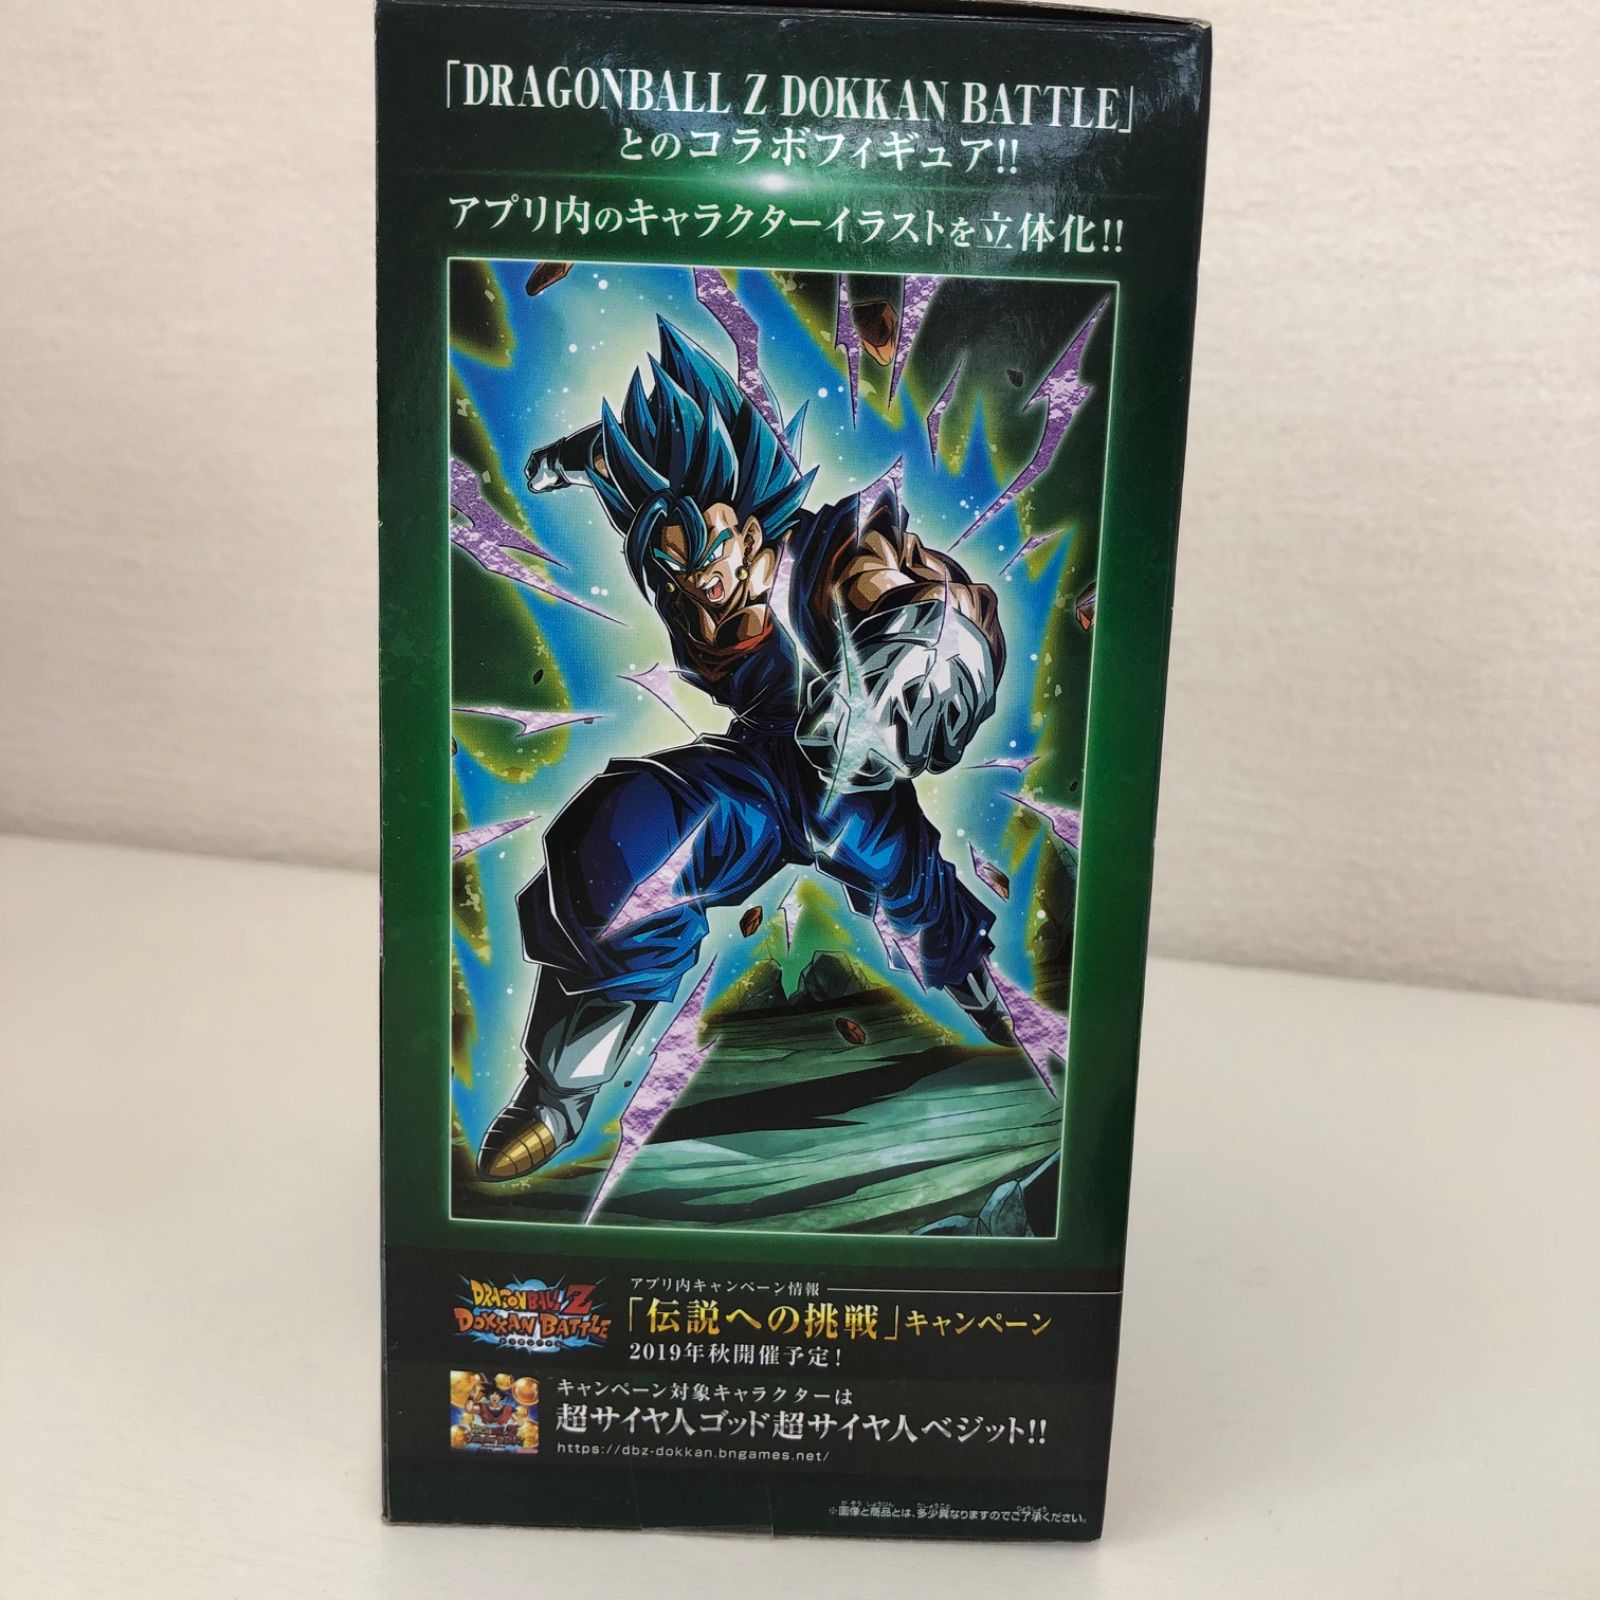 「DRAGONBALL Z DOKKAN BATTLE」
とのコラボフィギュア!!
アプリ内のキャラクターイラストを立体化!!
DRAGONBALL Z
DOKKAN BATTLE
アプリ内キャンペーン情報
「伝説への挑戦」キャンペーン
2019年秋開催予定!
キャンペーン対象キャラクターは
超サイヤ人ゴッド超サイヤ人ベジット!!
https://dbz-dokkan.bngames.net/
※画像と商品とは、多少異なりますのでご了承ください。